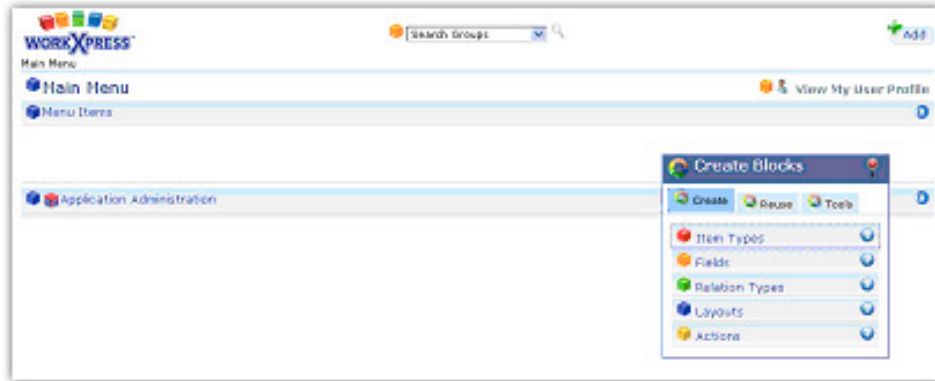 WORKXPRESS
Search Groups
Add
Main Menu
Main Menu
View My User Profile
Menu Items
Create Blocks
Create Reuse Tools
Application Administration
Item Types
Fields
Relation Types
Layouts
Actions